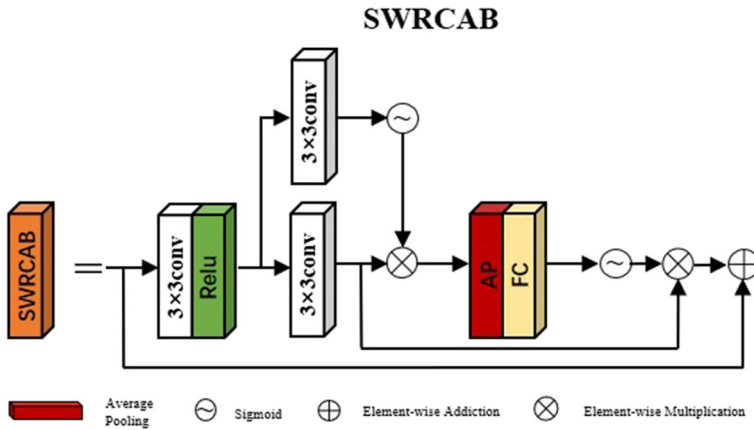 SWRCAB
3×3conv
SWRCAB
3×3conv
Relu
3×3conv
AP
FC
Average
Pooling
Sigmoid
Element-wise Addiction
Element-wise Multiplication